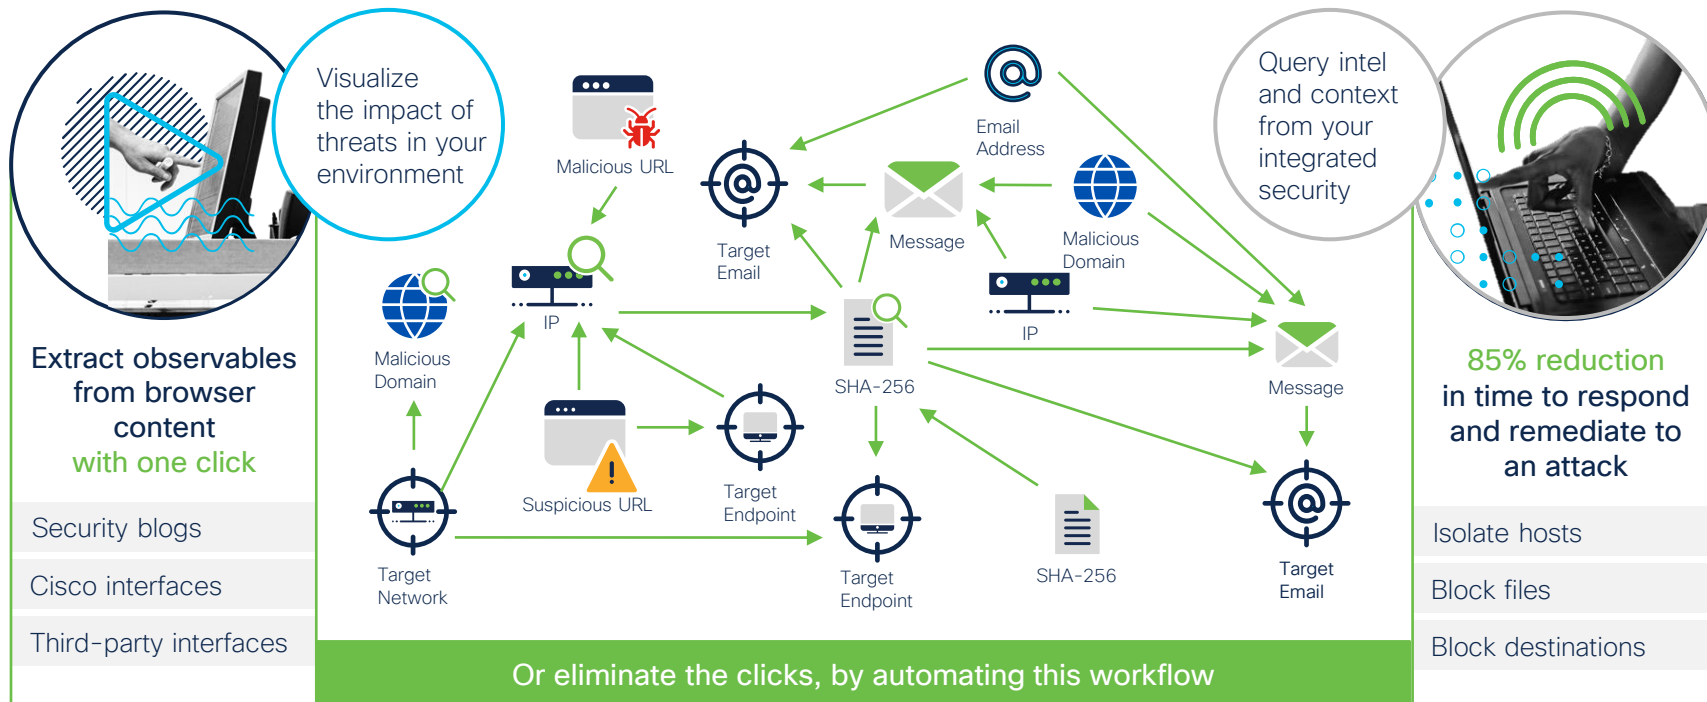 Visualize
the impact of
threats in your
environment
Extract observables
from browser
content
with one click
Security blogs
Cisco interfaces
Third-party interfaces
Malicious URL
Email
Address
Target
Email
Message
Malicious
Domain
IP
IP
Malicious
Domain
SHA-256
Message
Suspicious URL
Target
Endpoint
Target
Network
Target
Endpoint
SHA-256
Target
Email
Or eliminate the clicks, by automating this workflow
Query intel
and context
from your
integrated
security
85% reduction
in time to respond
and remediate to
an attack
Isolate hosts
Block files
Block destinations